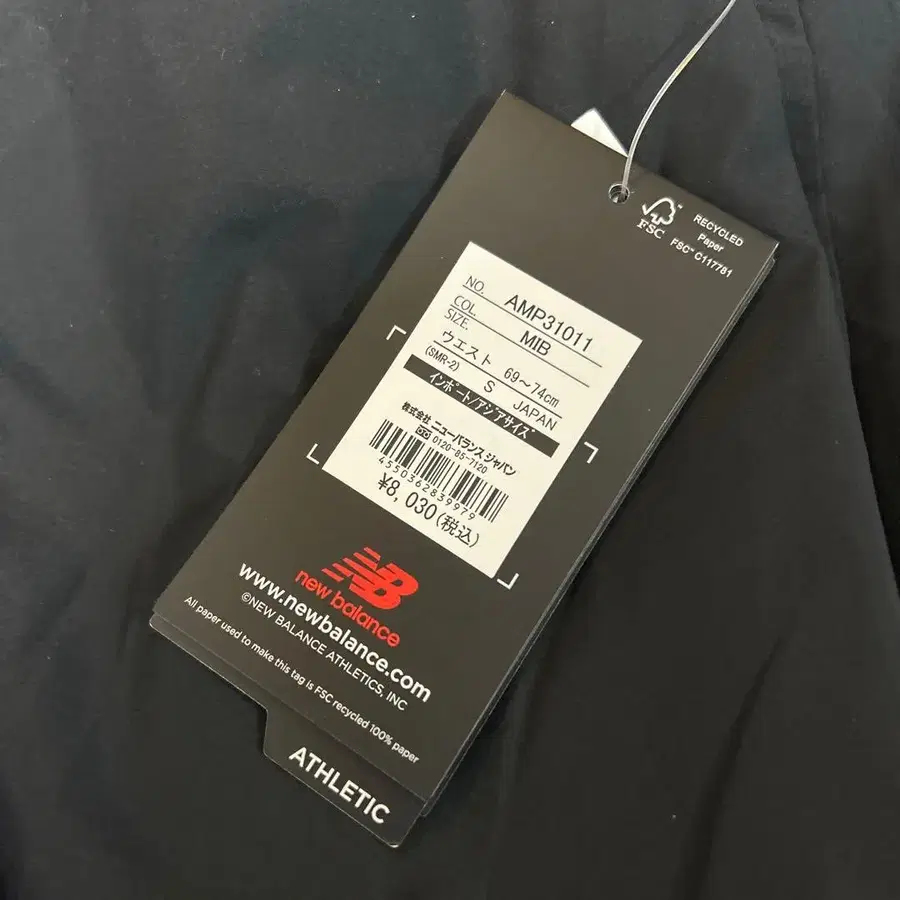 FSC™
RECYCLED
Paper
FSC™ C117781
NO. AMP31011
COL. MIB
SIZE.
ウエスト 69～74cm
(SMR-2) S JAPAN
インポート/アジアサイズ
株式会社 ニューバランス ジャパン
0120-85-7120
4550362839979
¥8,030(税込)
new balance
www.newbalance.com
©NEW BALANCE ATHLETICS, INC
All paper used to make this tag is FSC recycled 100% paper
ATHLETIC